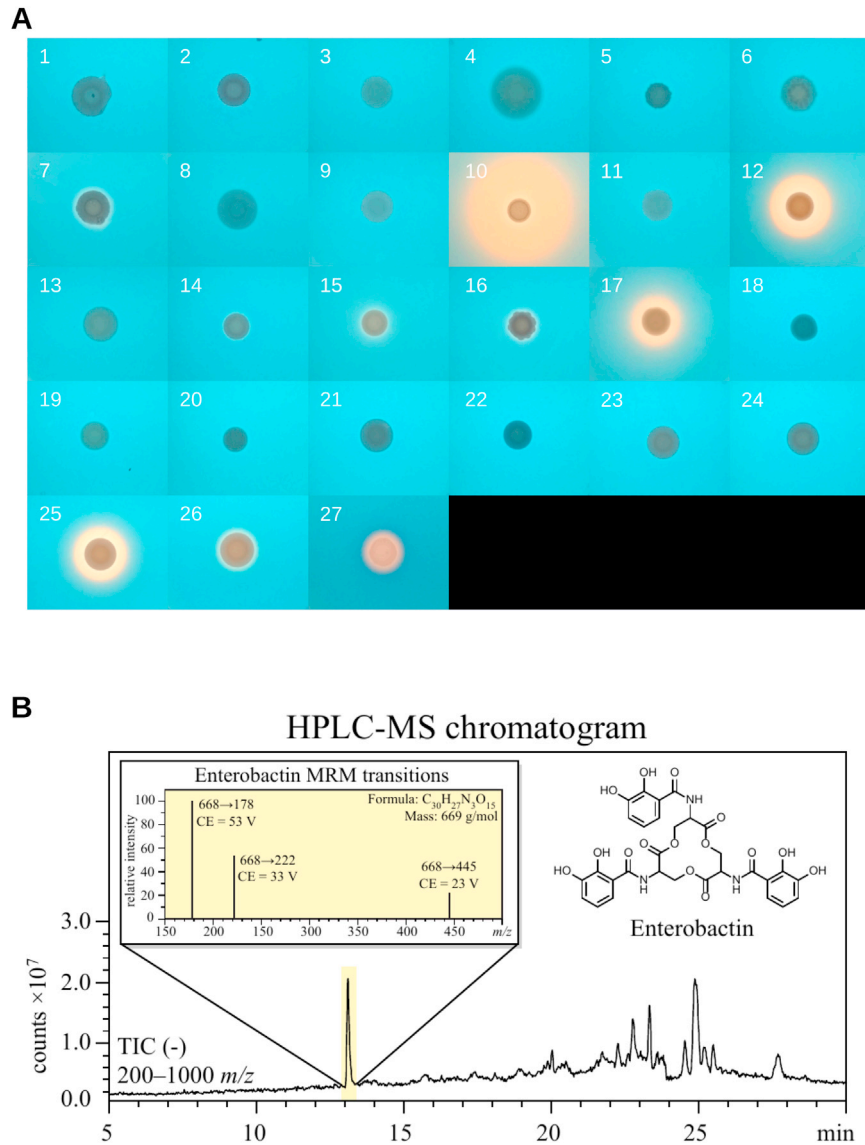 A
1 2 3 4 5 6
7 8 9 10 11 12
13 14 15 16 17 18
19 20 21 22 23 24
25 26 27
B
HPLC-MS chromatogram
Enterobactin MRM transitions
relative intensity
100
80
60
40
20
0
668→178
CE = 53 V
668→222
CE = 33 V
668→445
CE = 23 V
Formula: C30H27N3O15
Mass: 669 g/mol
150 200 150 300 350 400 450 m/z
OH
HO
O
HN
O
O
O
O
OH
HO
O
N
H
O
O
N
H
O
OH
OH
Enterobactin
counts ×10⁷
3.0
2.0
1.0
0.0
TIC (-)
200–1000 m/z
5 10 15 20 25 min